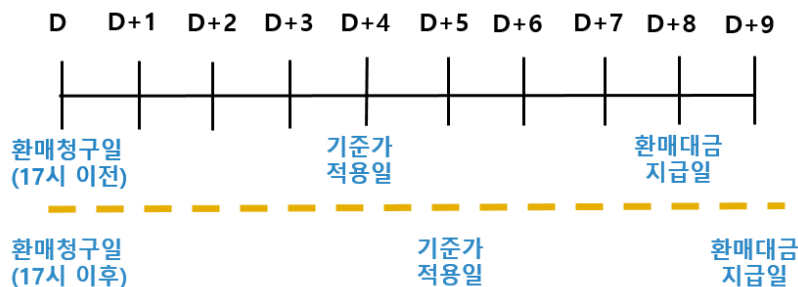 D D+1 D+2 D+3 D+4 D+5 D+6 D+7 D+8 D+9
환매청구일 기준가 환매대금
(17시 이전) 적용일 지급일
환매청구일 기준가 환매대금
(17시 이후) 적용일 지급일